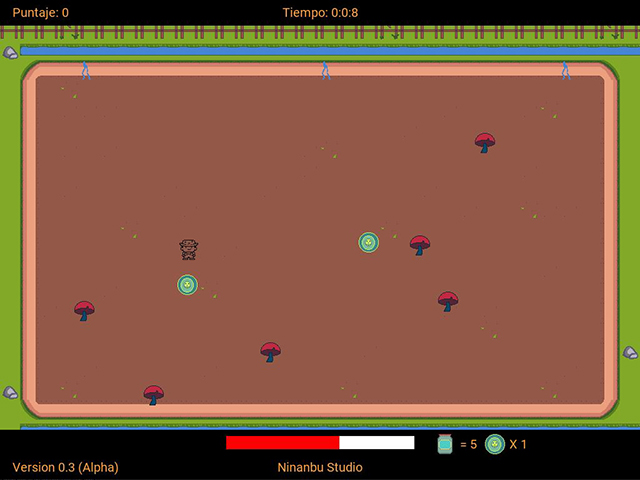 Puntaje: 0
Tiempo: 0:0:8
= 5
X 1
Version 0.3 (Alpha)
Ninanbu Studio